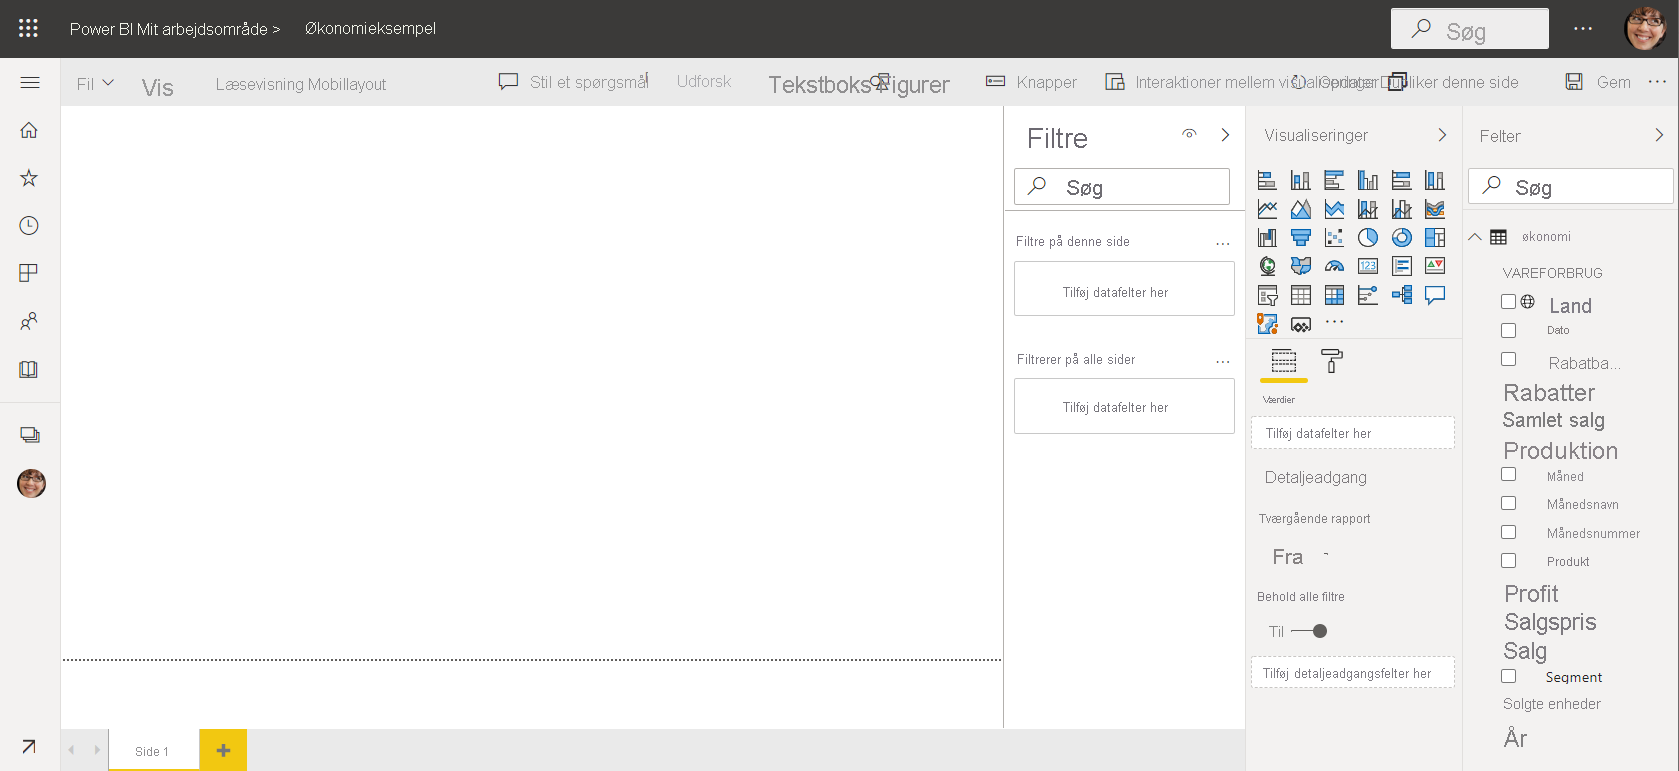 Power BI Mit arbejdsområde > Økonomieksempel
Søg
Fil Vis Læsevisning Mobillayout Stil et spørgsmål Udforsk Tekstboks Figurer Knapper Interaktioner mellem visualiseringer Opdater Dupliker denne side Gem
Filtre
Søg
Filtre på denne side
Tilføj datafelter her
Filtrerer på alle sider
Tilføj datafelter her
Visualiseringer
Værdier
Tilføj datafelter her
Detaljeadgang
Tværgående rapport
Fra
Behold alle filtre
Til
Tilføj detaljeadgangsfelter her
Felter
Søg
økonomi
VAREFORBRUG
Land
Dato
Rabatba...
Rabatter
Samlet salg
Produktion
Måned
Månedsnavn
Månedsnummer
Produkt
Profit
Salgspris
Salg
Segment
Solgte enheder
År
Side 1